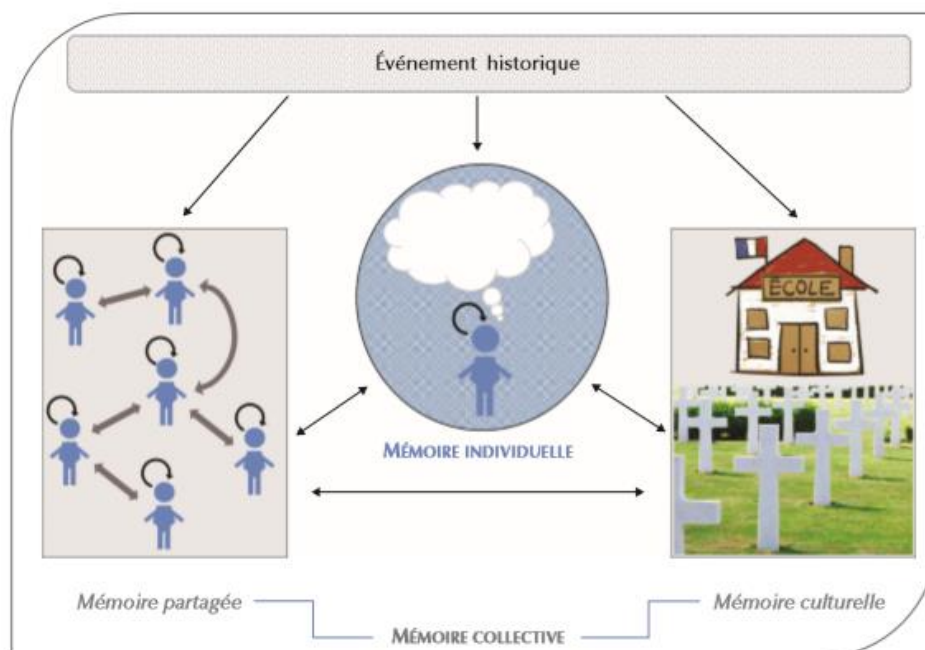 Événement historique
ÉCOLE
MÉMOIRE INDIVIDUELLE
Mémoire partagée
Mémoire culturelle
MÉMOIRE COLLECTIVE